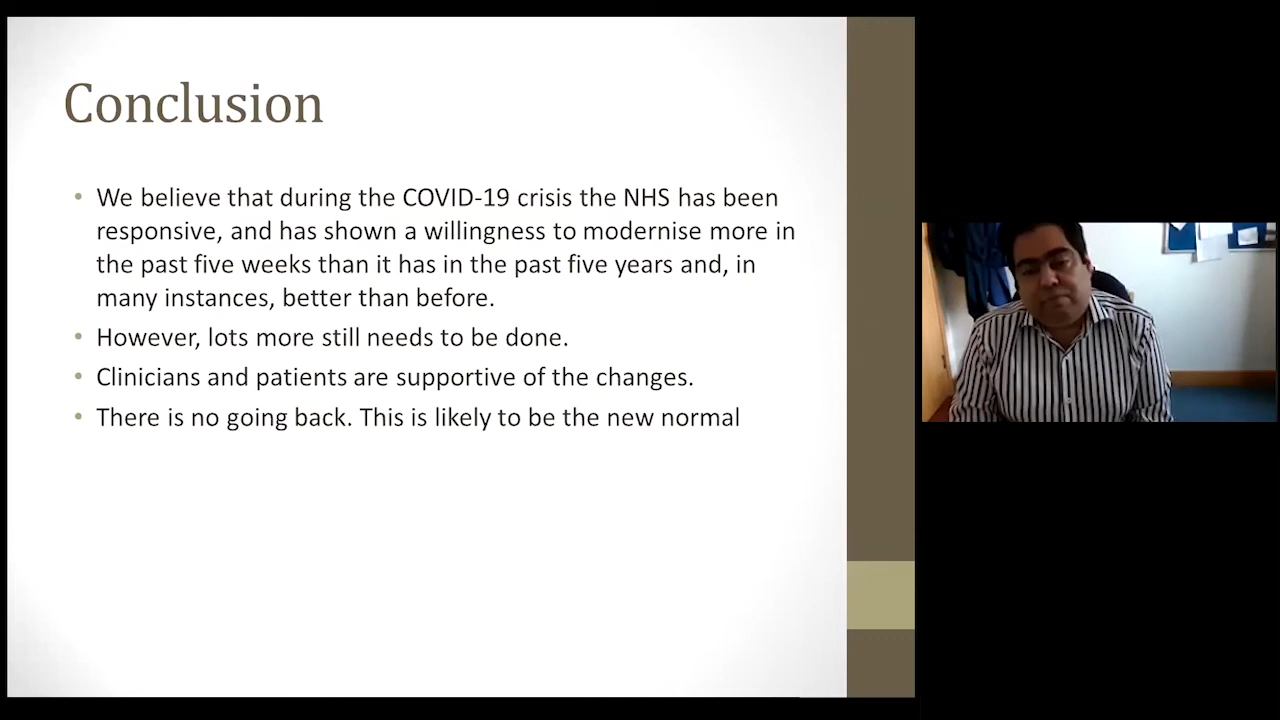 Conclusion
• We believe that during the COVID-19 crisis the NHS has been
responsive, and has shown a willingness to modernise more in
the past five weeks than it has in the past five years and, in
many instances, better than before.
• However, lots more still needs to be done.
• Clinicians and patients are supportive of the changes.
• There is no going back. This is likely to be the new normal